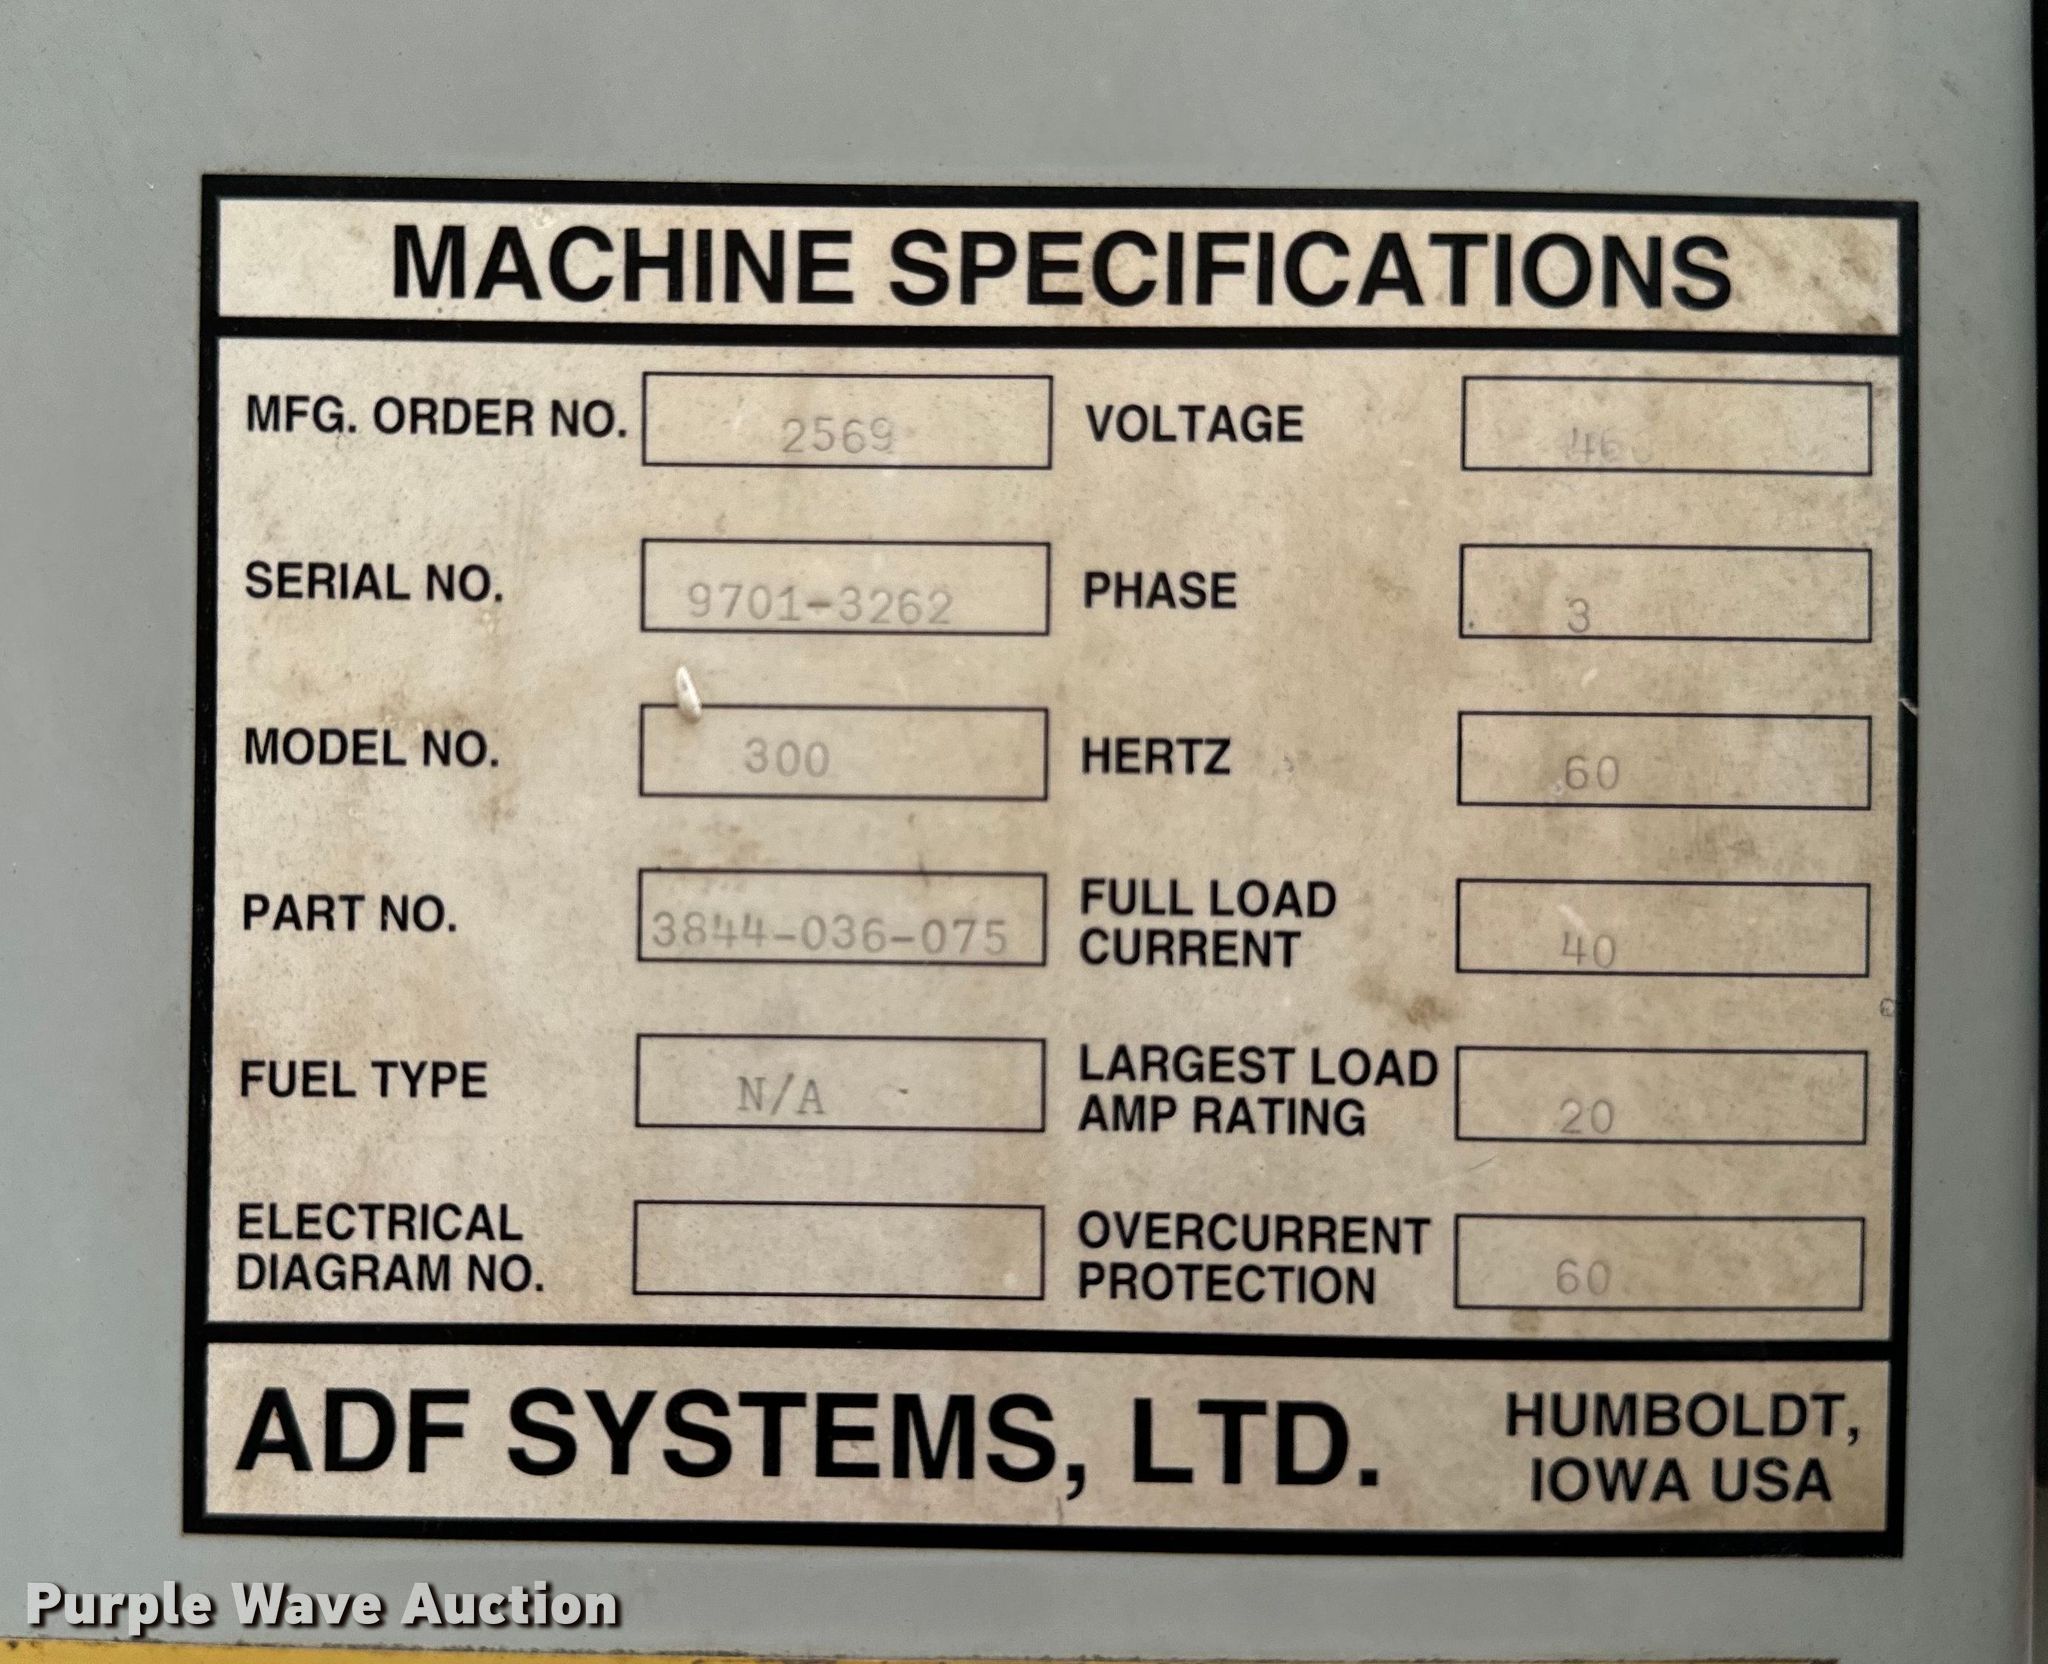 MACHINE SPECIFICATIONS
MFG. ORDER NO. 2569 VOLTAGE
SERIAL NO. 9701-3262 PHASE 3
MODEL NO. 300 HERTZ 60
PART NO. 3844-036-075 FULL LOAD
CURRENT 40
FUEL TYPE N/A LARGEST LOAD
AMP RATING 20
ELECTRICAL
DIAGRAM NO.
OVERCURRENT
PROTECTION 60
ADF SYSTEMS, LTD.
HUMBOLDT,
IOWA USA
Purple Wave Auction